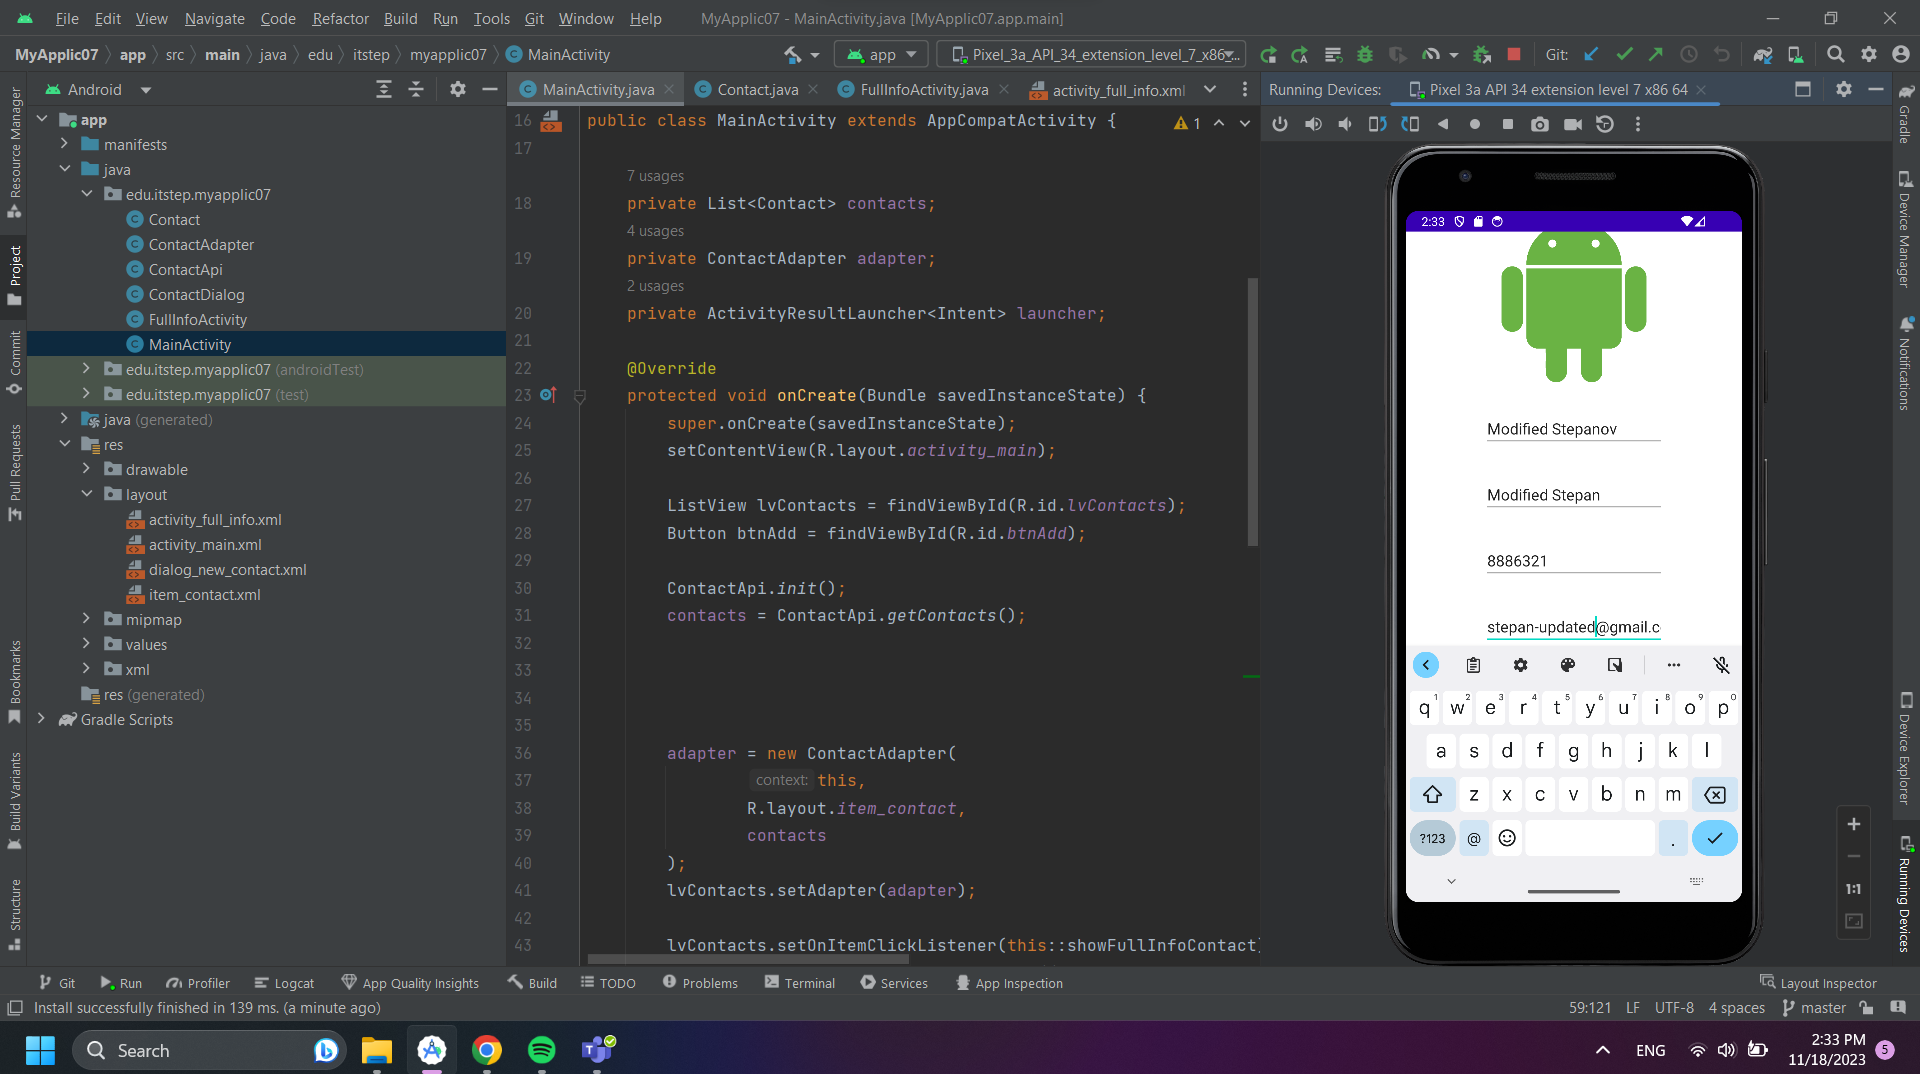 File Edit View Navigate Code Refactor Build Run Tools Git Window Help MyApplic07 - MainActivity.java [MyApplic07.app.main]
MyApplic07 app src main java edu itstep myapplic07 MainActivity app Pixel_3a_API_34_extension_level_7_x86 Git:
Android
MainActivity.java Contact.java FullInfoActivity.java activity_full_info.xml
Running Devices: Pixel 3a API 34 extension level 7 x86 64
Resource Manager
Project
Commit
Pull Requests
Bookmarks
Build Variants
Structure
app
manifests
java
edu.itstep.myapplic07
Contact
ContactAdapter
ContactApi
ContactDialog
FullInfoActivity
MainActivity
edu.itstep.myapplic07 (androidTest)
edu.itstep.myapplic07 (test)
java (generated)
res
drawable
layout
activity_full_info.xml
activity_main.xml
dialog_new_contact.xml
item_contact.xml
mipmap
values
xml
res (generated)
Gradle Scripts
1
16 public class MainActivity extends AppCompatActivity {
17
7 usages
18 private List<Contact> contacts;
4 usages
19 private ContactAdapter adapter;
2 usages
20 private ActivityResultLauncher<Intent> launcher;
21
22 @Override
23 protected void onCreate(Bundle savedInstanceState) {
24 super.onCreate(savedInstanceState);
25 setContentView(R.layout.activity_main);
26
27 ListView lvContacts = findViewById(R.id.lvContacts);
28 Button btnAdd = findViewById(R.id.btnAdd);
29
30 ContactApi.init();
31 contacts = ContactApi.getContacts();
32
33
34
35
36 adapter = new ContactAdapter(
37 context: this,
38 R.layout.item_contact,
39 contacts
40 );
41 lvContacts.setAdapter(adapter);
42
43 lvContacts.setOnItemClickListener(this::showFullInfoContact)
2:33
Modified Stepanov
Modified Stepan
8886321
stepan-updated@gmail.c
q1 w2 e3 r4 t5 y6 u7 i8 o9 p0
a s d f g h j k l
z x c v b n m
?123 @ .
1:1
Gradle
Device Manager
Notifications
Device Explorer
Running Devices
Git Run Profiler Logcat App Quality Insights Build TODO Problems Terminal Services App Inspection Layout Inspector
Install successfully finished in 139 ms. (a minute ago) 59:121 LF UTF-8 4 spaces master
Search ENG 2:33 PM
11/18/2023 5